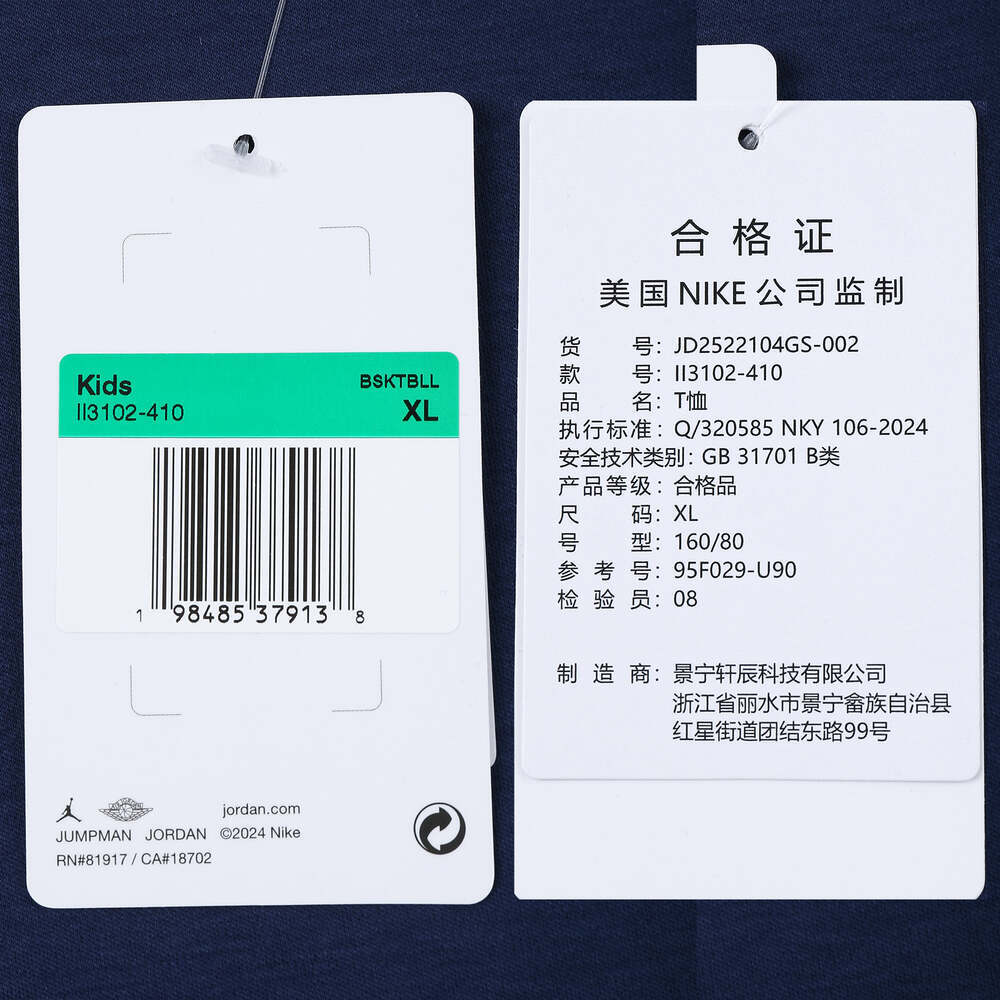 Kids
BSKTBLL
II3102-410
XL
1 98485 37913 8
jordan.com
JUMPMAN JORDAN ©2024 Nike
RN#81917 / CA#18702
合格证
美国NIKE公司监制
货号：JD2522104GS-002
款号：II3102-410
品名：T恤
执行标准：Q/320585 NKY 106-2024
安全技术类别：GB 31701 B类
产品等级：合格品
尺码：XL
号型：160/80
参考号：95F029-U90
检验员：08
制造商：景宁轩辰科技有限公司
浙江省丽水市景宁畲族自治县
红星街道团结东路99号